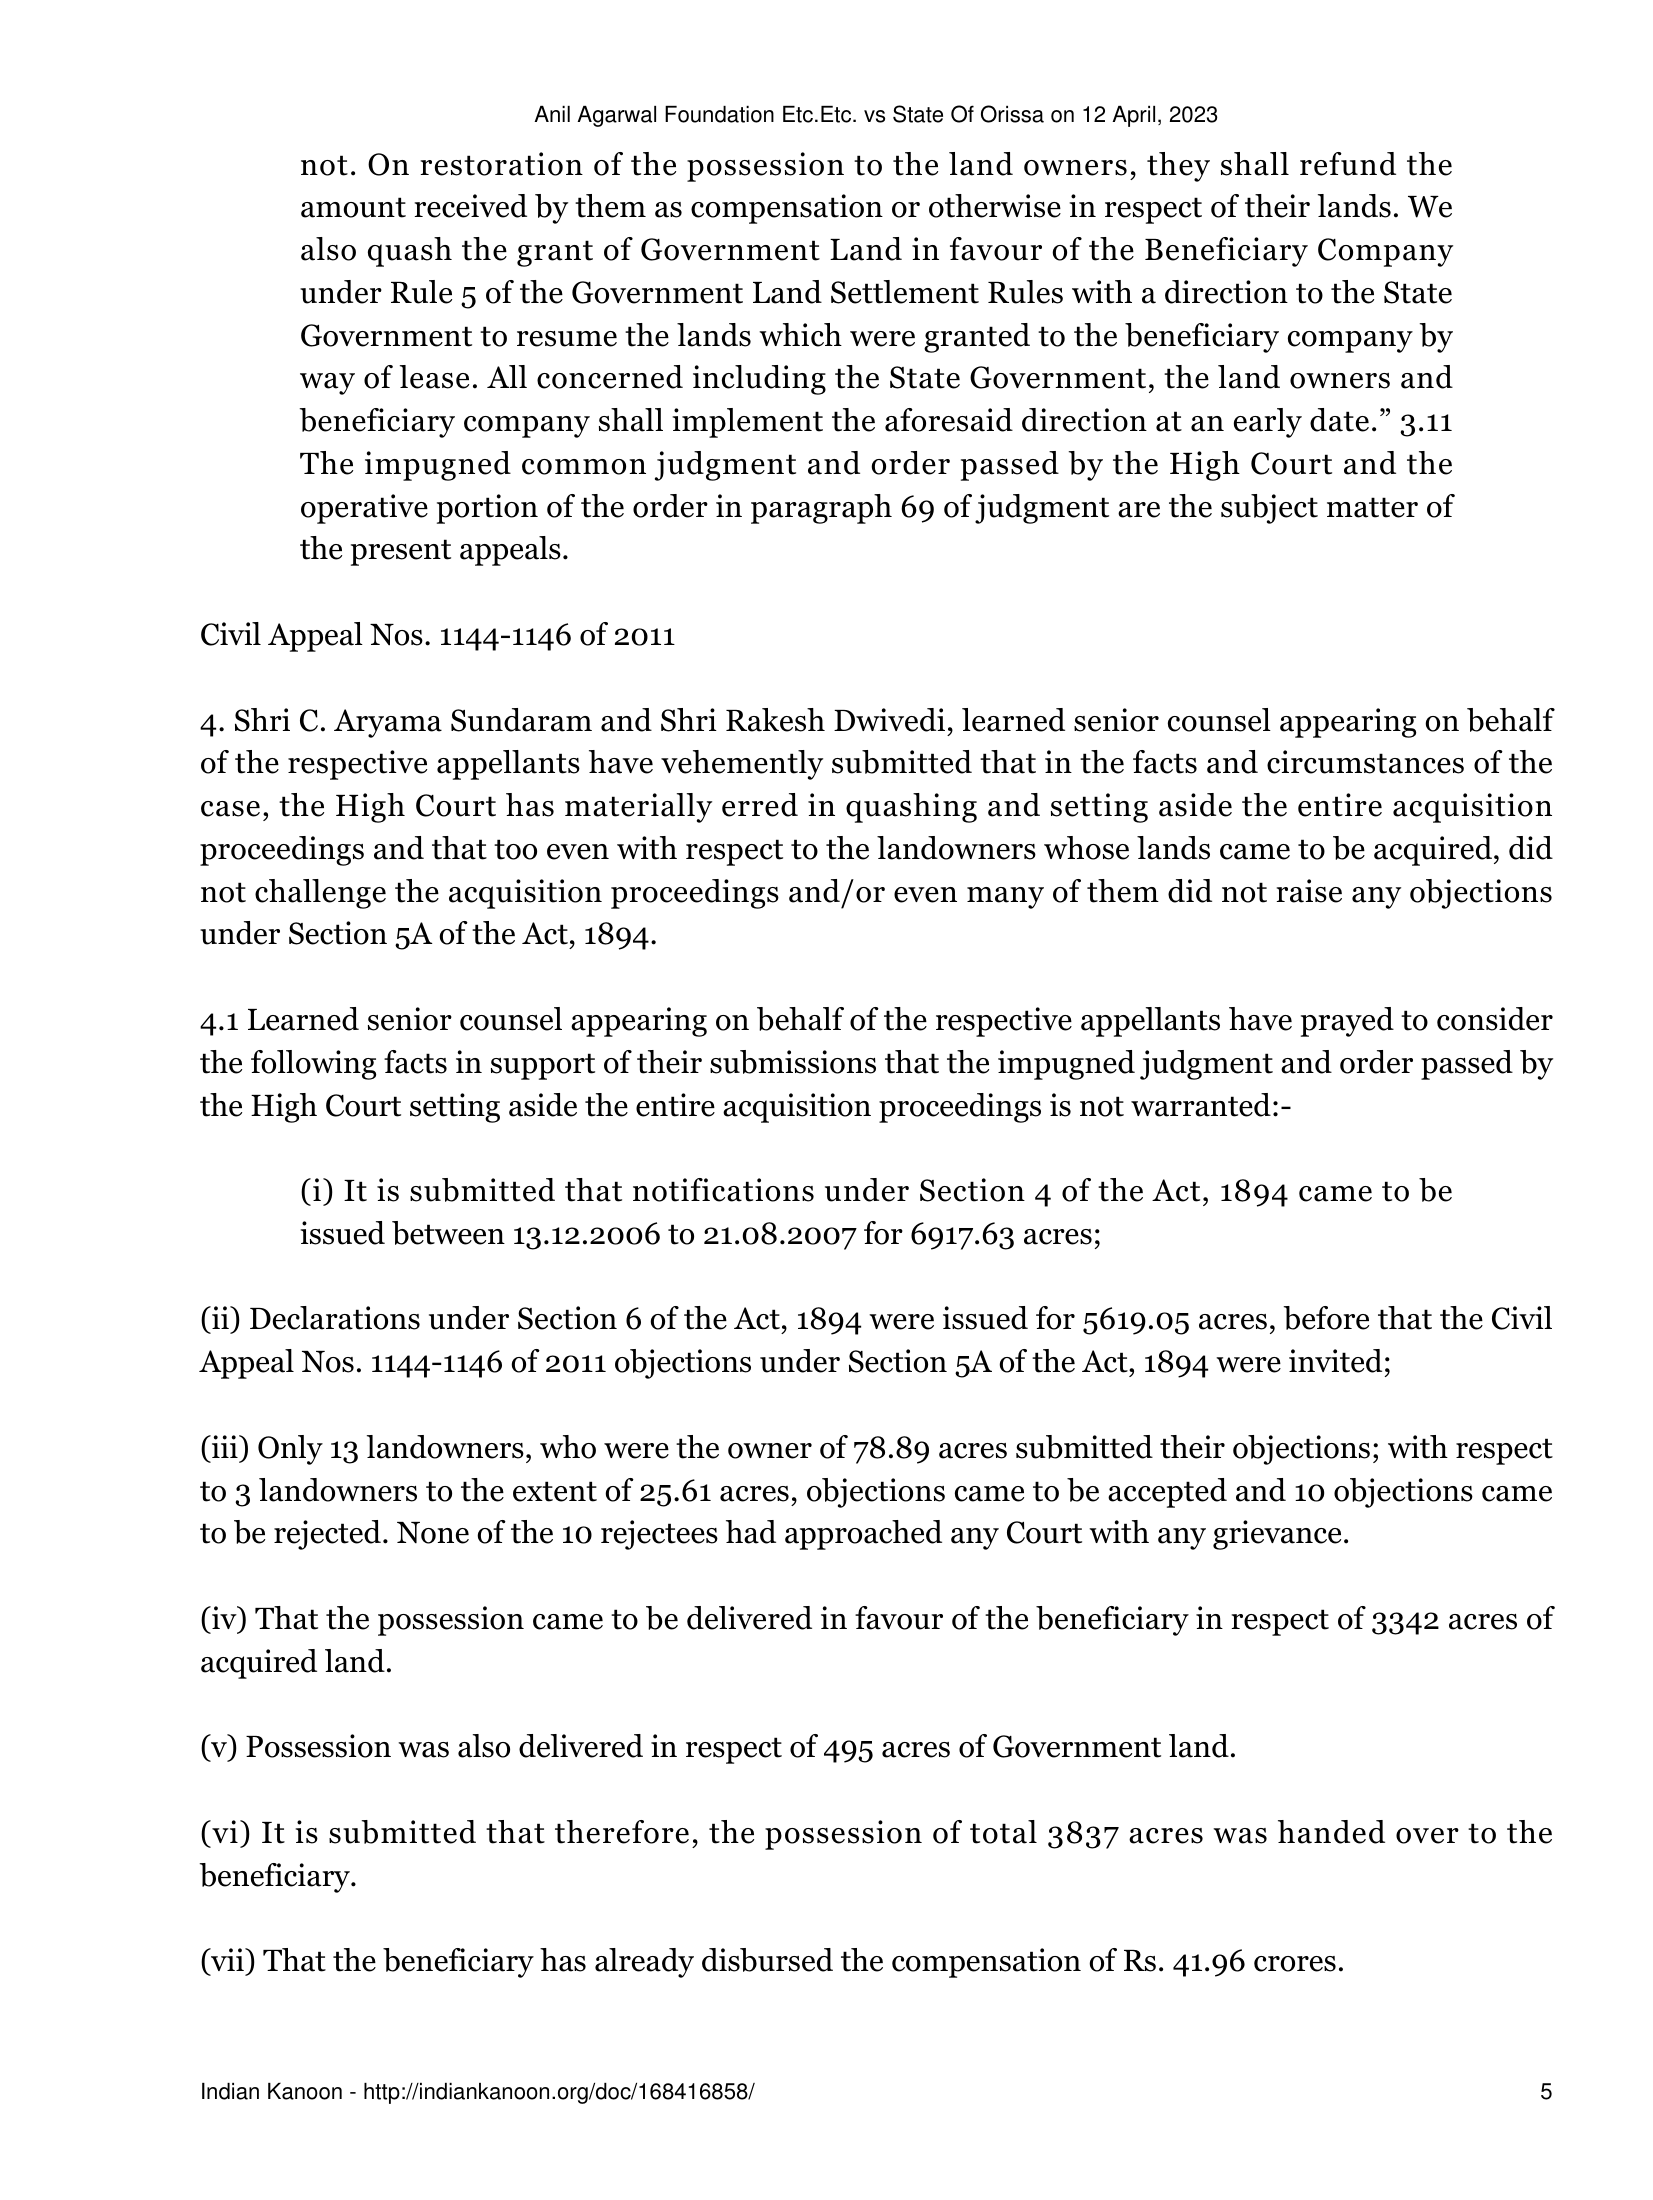 Anil Agarwal Foundation Etc.Etc. vs State Of Orissa on 12 April, 2023
not. On restoration of the possession to the land owners, they shall refund the
amount received by them as compensation or otherwise in respect of their lands. We
also quash the grant of Government Land in favour of the Beneficiary Company
under Rule 5 of the Government Land Settlement Rules with a direction to the State
Government to resume the lands which were granted to the beneficiary company by
way of lease. All concerned including the State Government, the land owners and
beneficiary company shall implement the aforesaid direction at an early date.” 3.11
The impugned common judgment and order passed by the High Court and the
operative portion of the order in paragraph 69 of judgment are the subject matter of
the present appeals.
Civil Appeal Nos. 1144-1146 of 2011
4. Shri C. Aryama Sundaram and Shri Rakesh Dwivedi, learned senior counsel appearing on behalf
of the respective appellants have vehemently submitted that in the facts and circumstances of the
case, the High Court has materially erred in quashing and setting aside the entire acquisition
proceedings and that too even with respect to the landowners whose lands came to be acquired, did
not challenge the acquisition proceedings and/or even many of them did not raise any objections
under Section 5A of the Act, 1894.
4.1 Learned senior counsel appearing on behalf of the respective appellants have prayed to consider
the following facts in support of their submissions that the impugned judgment and order passed by
the High Court setting aside the entire acquisition proceedings is not warranted:-
(i) It is submitted that notifications under Section 4 of the Act, 1894 came to be
issued between 13.12.2006 to 21.08.2007 for 6917.63 acres;
(ii) Declarations under Section 6 of the Act, 1894 were issued for 5619.05 acres, before that the Civil
Appeal Nos. 1144-1146 of 2011 objections under Section 5A of the Act, 1894 were invited;
(iii) Only 13 landowners, who were the owner of 78.89 acres submitted their objections; with respect
to 3 landowners to the extent of 25.61 acres, objections came to be accepted and 10 objections came
to be rejected. None of the 10 rejectees had approached any Court with any grievance.
(iv) That the possession came to be delivered in favour of the beneficiary in respect of 3342 acres of
acquired land.
(v) Possession was also delivered in respect of 495 acres of Government land.
(vi) It is submitted that therefore, the possession of total 3837 acres was handed over to the
beneficiary.
(vii) That the beneficiary has already disbursed the compensation of Rs. 41.96 crores.
Indian Kanoon - http://indiankanoon.org/doc/168416858/ 5